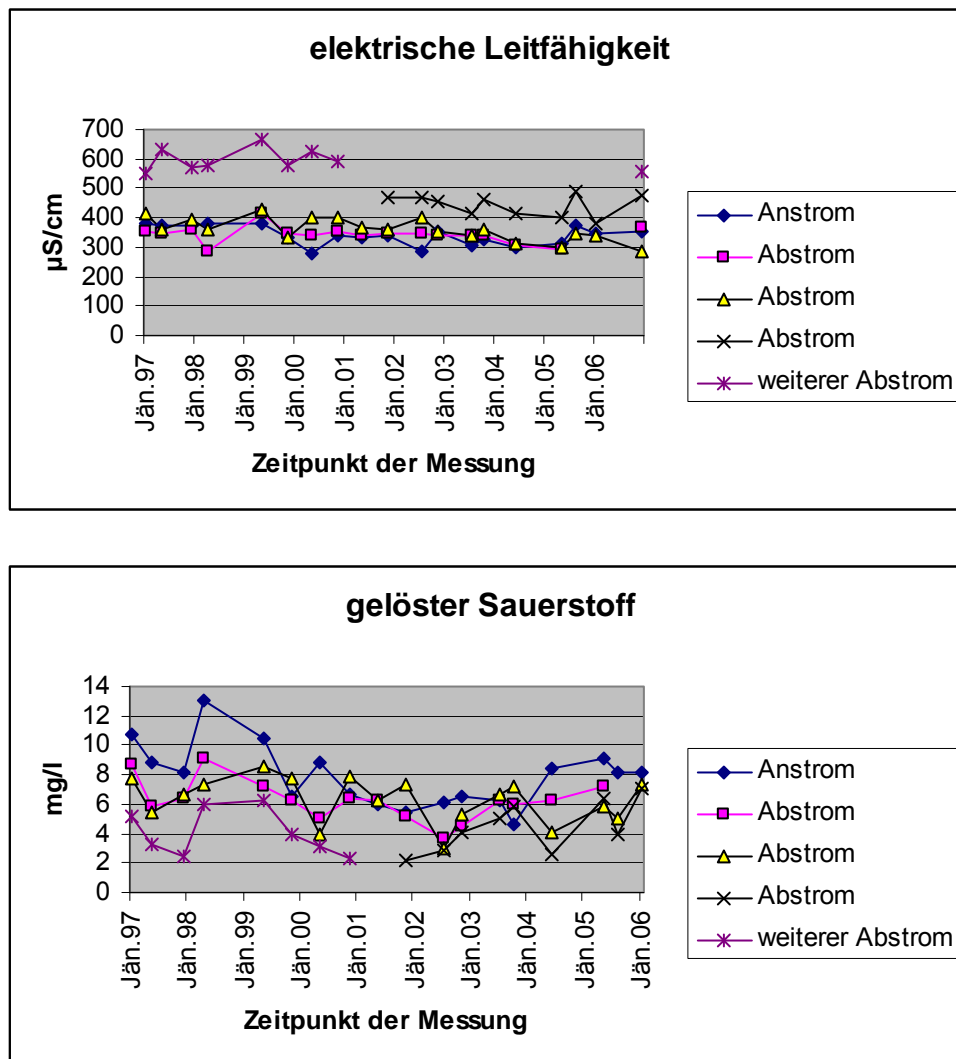 elektrische Leitfähigkeit
µS/cm
700
600
500
400
300
200
100
0
Jän.97
Jän.98
Jän.99
Jän.00
Jän.01
Jän.02
Jän.03
Jän.04
Jän.05
Jän.06
Zeitpunkt der Messung
Anstrom
Abstrom
Abstrom
Abstrom
weiterer Abstrom
gelöster Sauerstoff
mg/l
14
12
10
8
6
4
2
0
Jän.97
Jän.98
Jän.99
Jän.00
Jän.01
Jän.02
Jän.03
Jän.04
Jän.05
Jän.06
Zeitpunkt der Messung
Anstrom
Abstrom
Abstrom
Abstrom
weiterer Abstrom